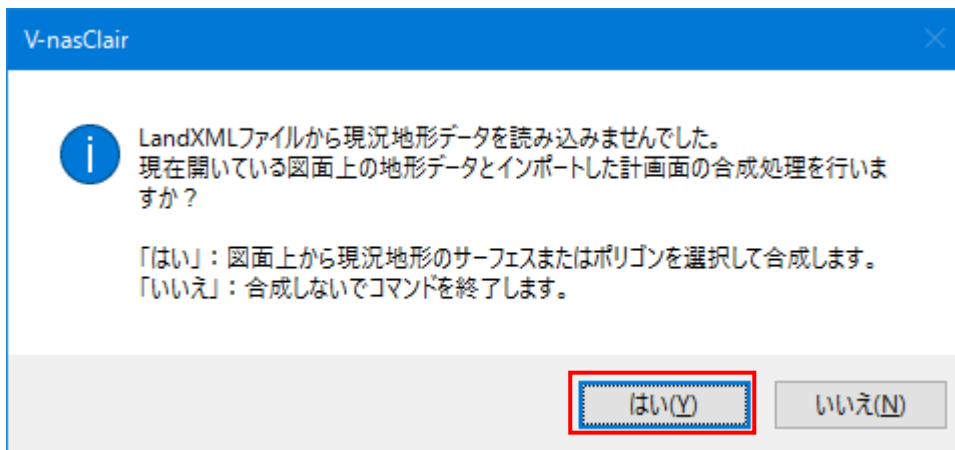 V-nasClair
LandXMLファイルから現況地形データを読み込みませんでした。
現在開いている図面上の地形データとインポートした計画面の合成処理を行いま
すか？
「はい」：図面上から現況地形のサーフェスまたはポリゴンを選択して合成します。
「いいえ」：合成しないでコマンドを終了します。
はい(Y)
いいえ(N)